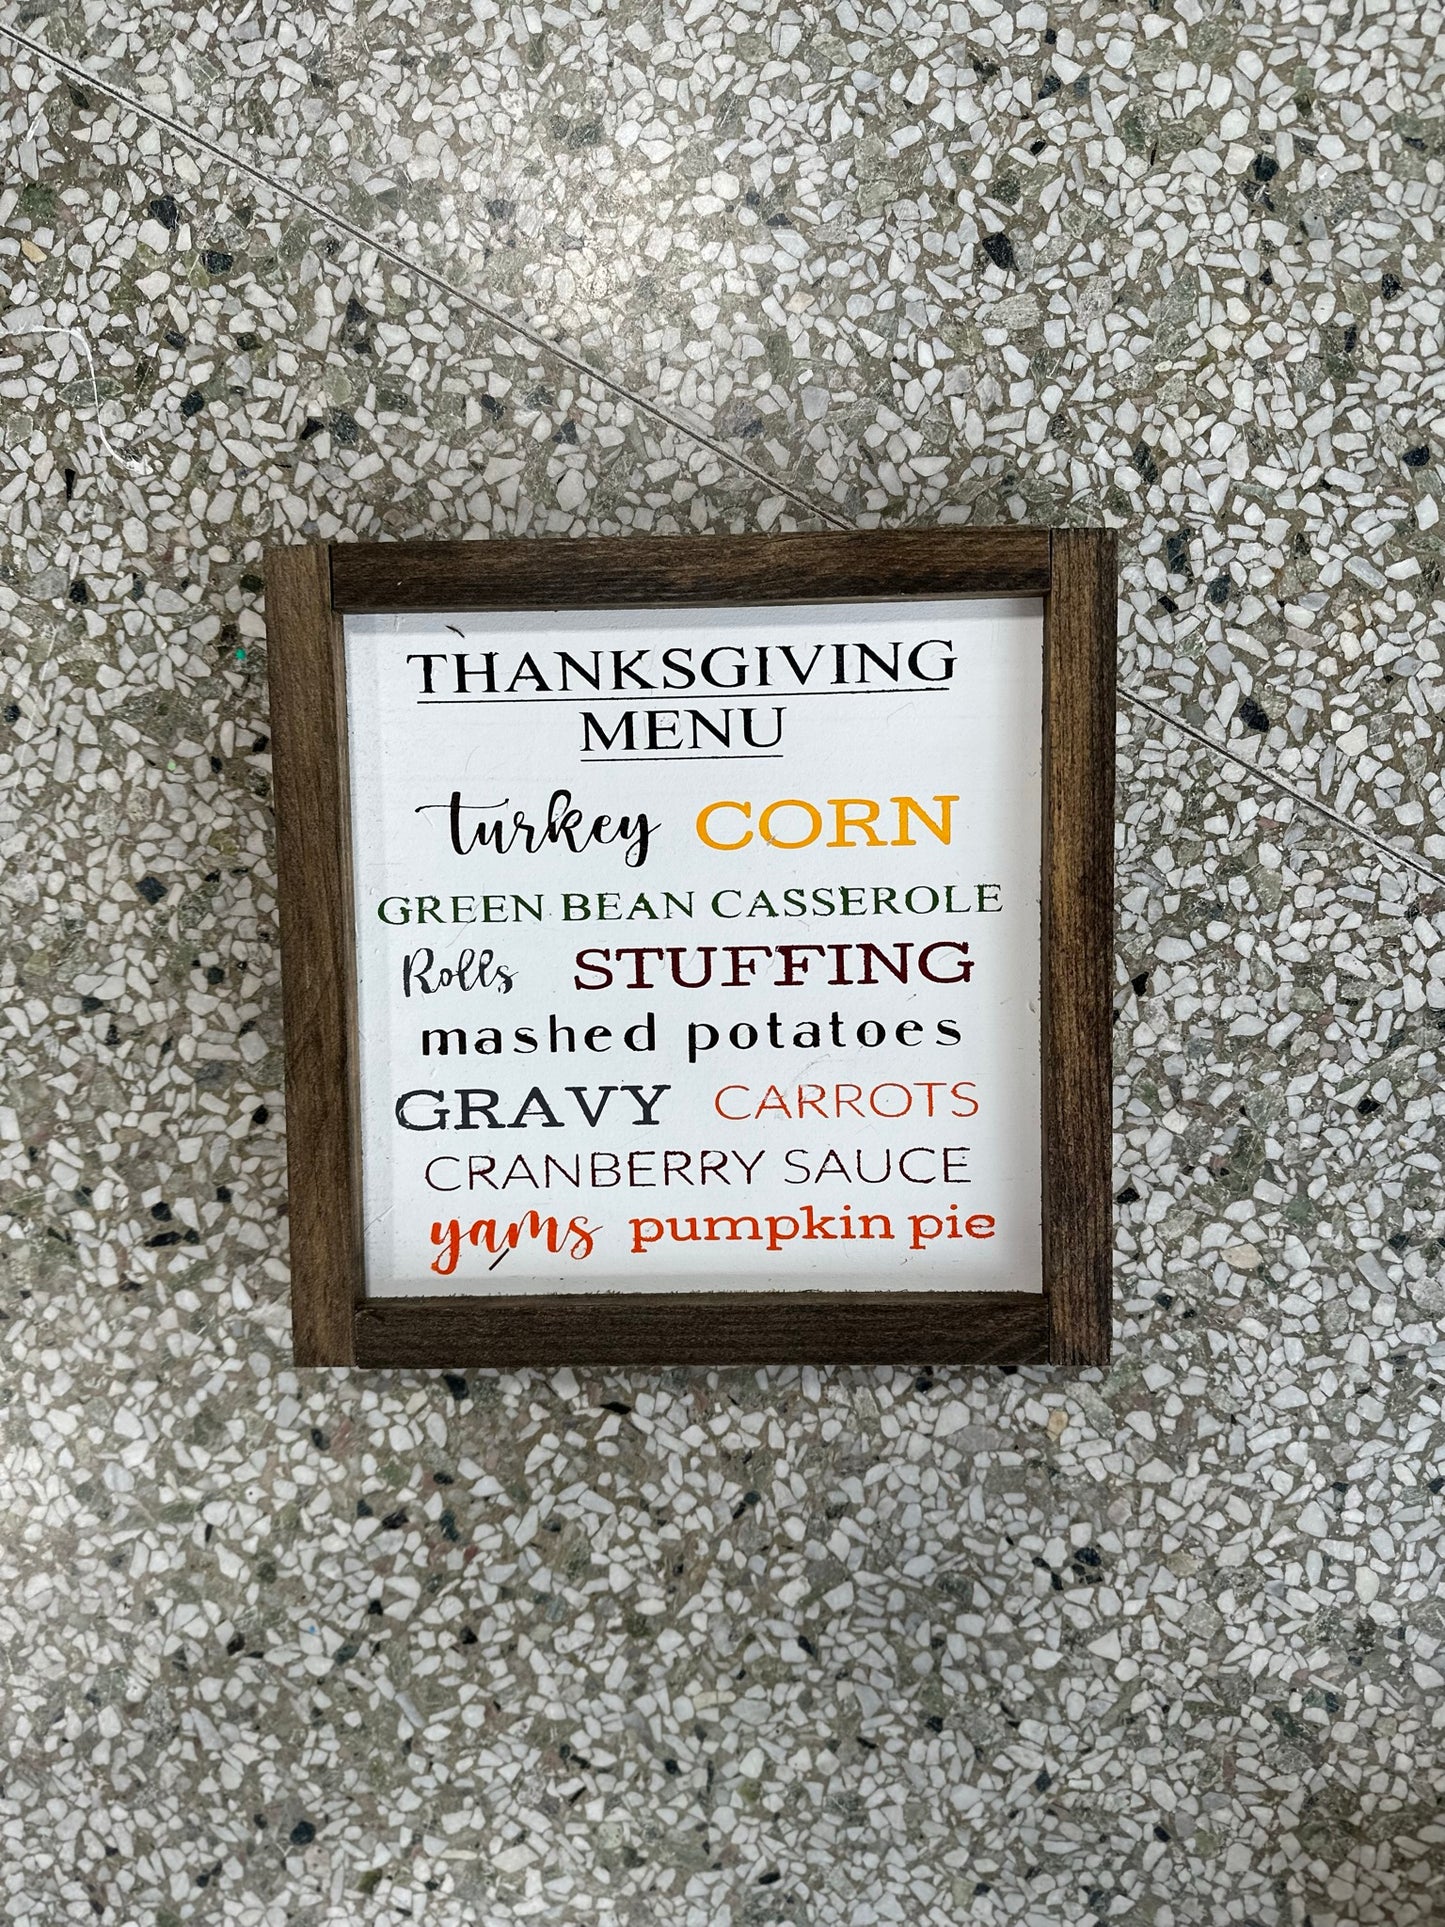 THANKSGIVING
MENU
turkey CORN
GREEN BEAN CASSEROLE
Rolls STUFFING
mashed potatoes
GRAVY CARROTS
CRANBERRY SAUCE
yams pumpkin pie